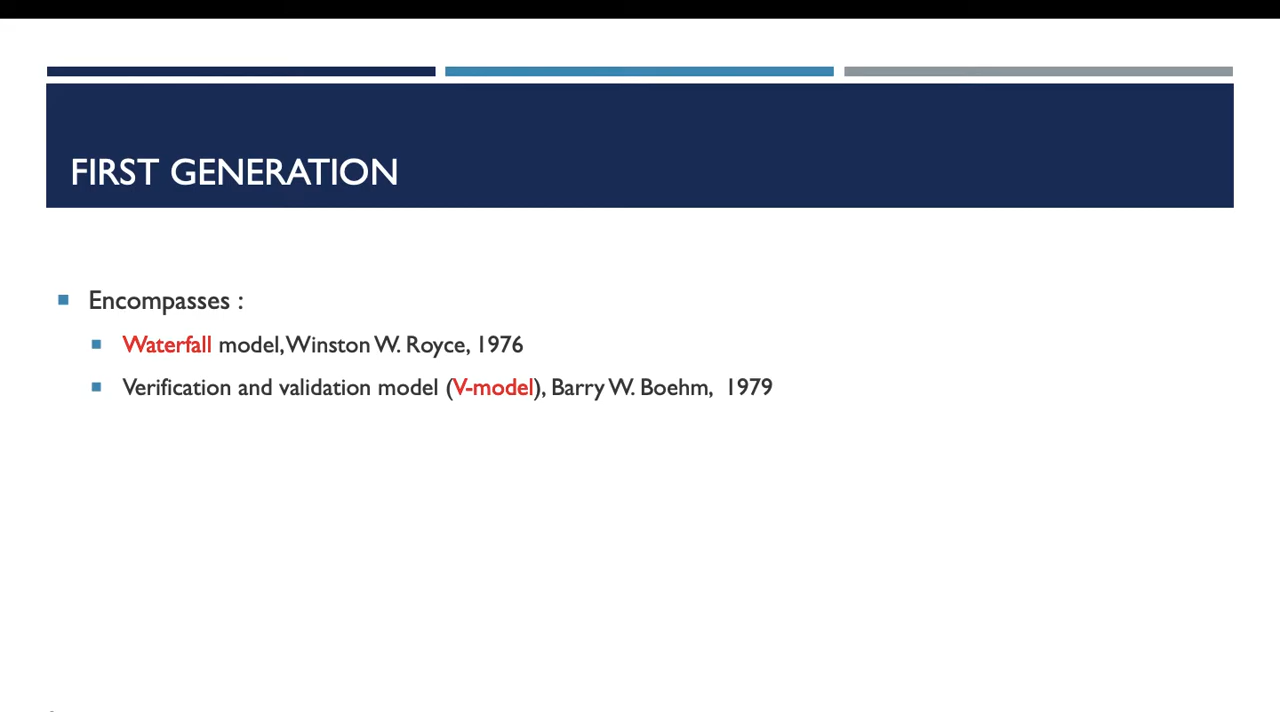 FIRST GENERATION
Encompasses :
Waterfall model, Winston W. Royce, 1976
Verification and validation model (V-model), Barry W. Boehm, 1979